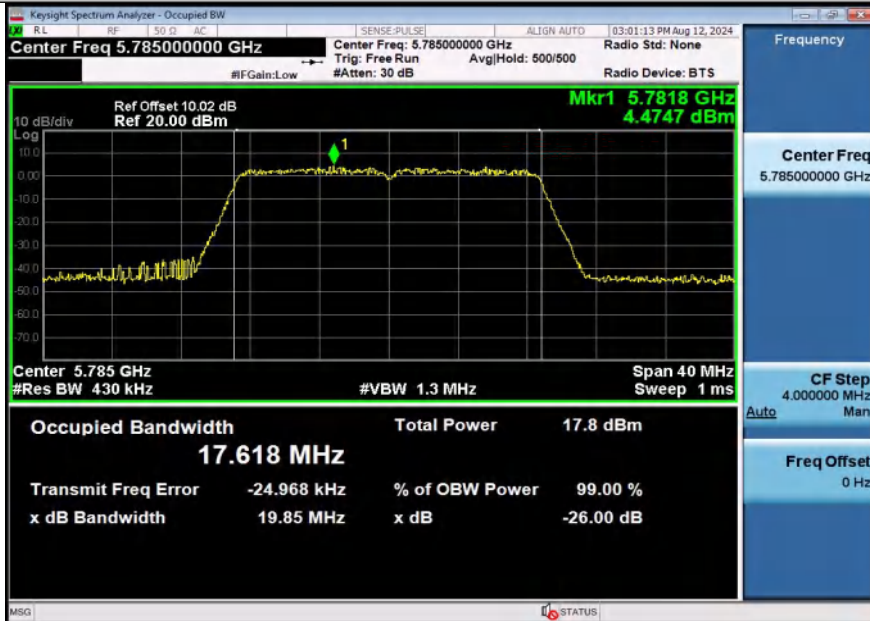 Keysight Spectrum Analyzer - Occupied BW
LXI RL RF 50 Ω AC SENSE:PULSE ALIGN AUTO 03:01:13 PM Aug 12, 2024
Center Freq 5.785000000 GHz
Center Freq: 5.785000000 GHz
Radio Std: None
Trig: Free Run Avg|Hold: 500/500
#IFGain:Low #Atten: 30 dB Radio Device: BTS
Mkr1 5.7818 GHz
4.4747 dBm
Ref Offset 10.02 dB
10 dB/div Ref 20.00 dBm
Log
10.0
0.00
-10.0
-20.0
-30.0
-40.0
-50.0
-60.0
-70.0
1
Center 5.785 GHz Span 40 MHz
#Res BW 430 kHz #VBW 1.3 MHz Sweep 1 ms
Occupied Bandwidth Total Power 17.8 dBm
17.618 MHz
Transmit Freq Error -24.968 kHz % of OBW Power 99.00 %
x dB Bandwidth 19.85 MHz x dB -26.00 dB
Frequency
Center Freq
5.785000000 GHz
CF Step
4.000000 MHz
Auto Man
Freq Offset
0 Hz
MSG STATUS